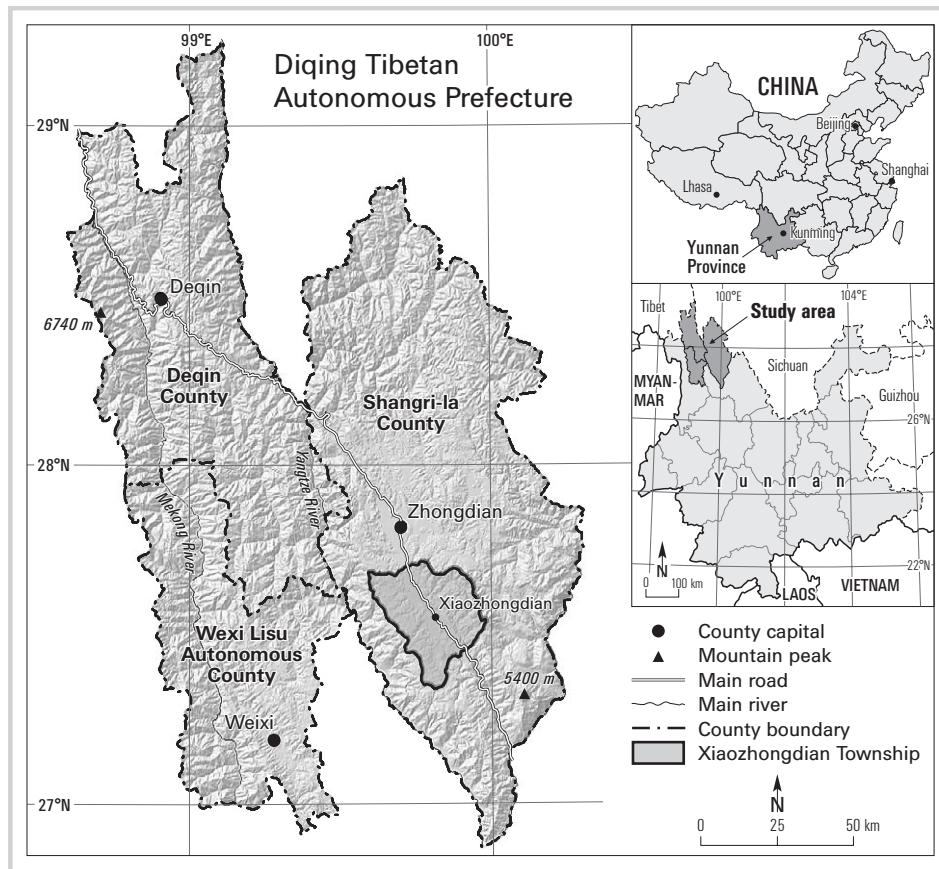 99°E
100°E
Diqing Tibetan
Autonomous Prefecture
29°N
Deqin
6740 m
Deqin
County
Shangri-la
County
28°N
Yangtze River
Mekong River
Zhongdian
Xiaozhongdian
Wexi Lisu
Autonomous
County
5400 m
Weixi
27°N
CHINA
Beijing
Shanghai
Lhasa
Kunming
Yunnan
Province
100°E
104°E
Tibet
Study area
Sichuan
MYAN-
MAR
Guizhou
26°N
Yunnan
N
0 100 km
22°N
LAOS
VIETNAM
County capital
Mountain peak
Main road
Main river
County boundary
Xiaozhongdian Township
N
0 25 50 km